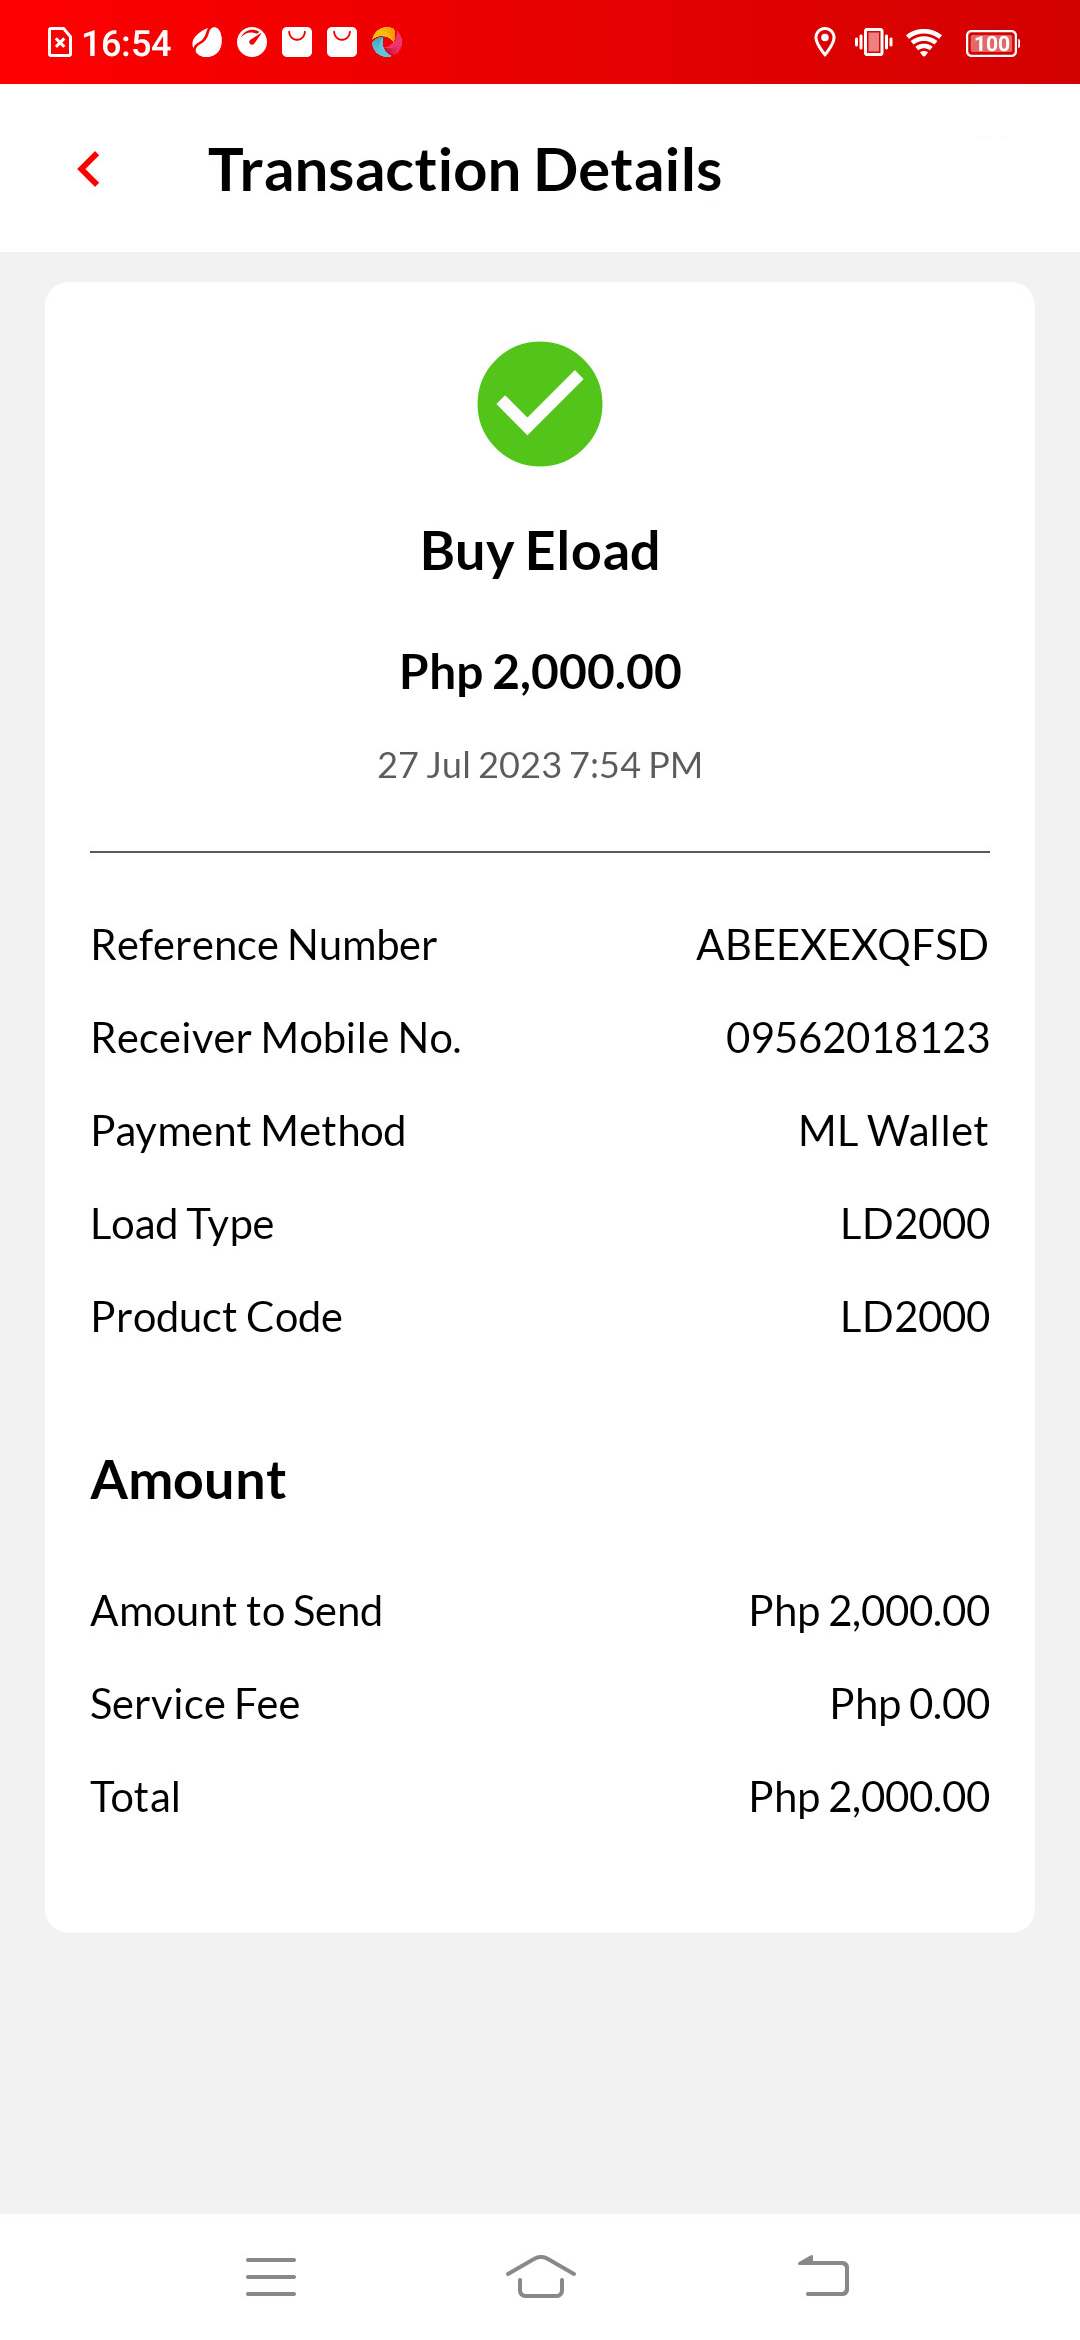 16:54
100
Transaction Details
Buy Eload
Php 2,000.00
27 Jul 2023 7:54 PM
Reference Number ABEEXEXQFSD
Receiver Mobile No. 09562018123
Payment Method ML Wallet
Load Type LD2000
Product Code LD2000
Amount
Amount to Send Php 2,000.00
Service Fee Php 0.00
Total Php 2,000.00